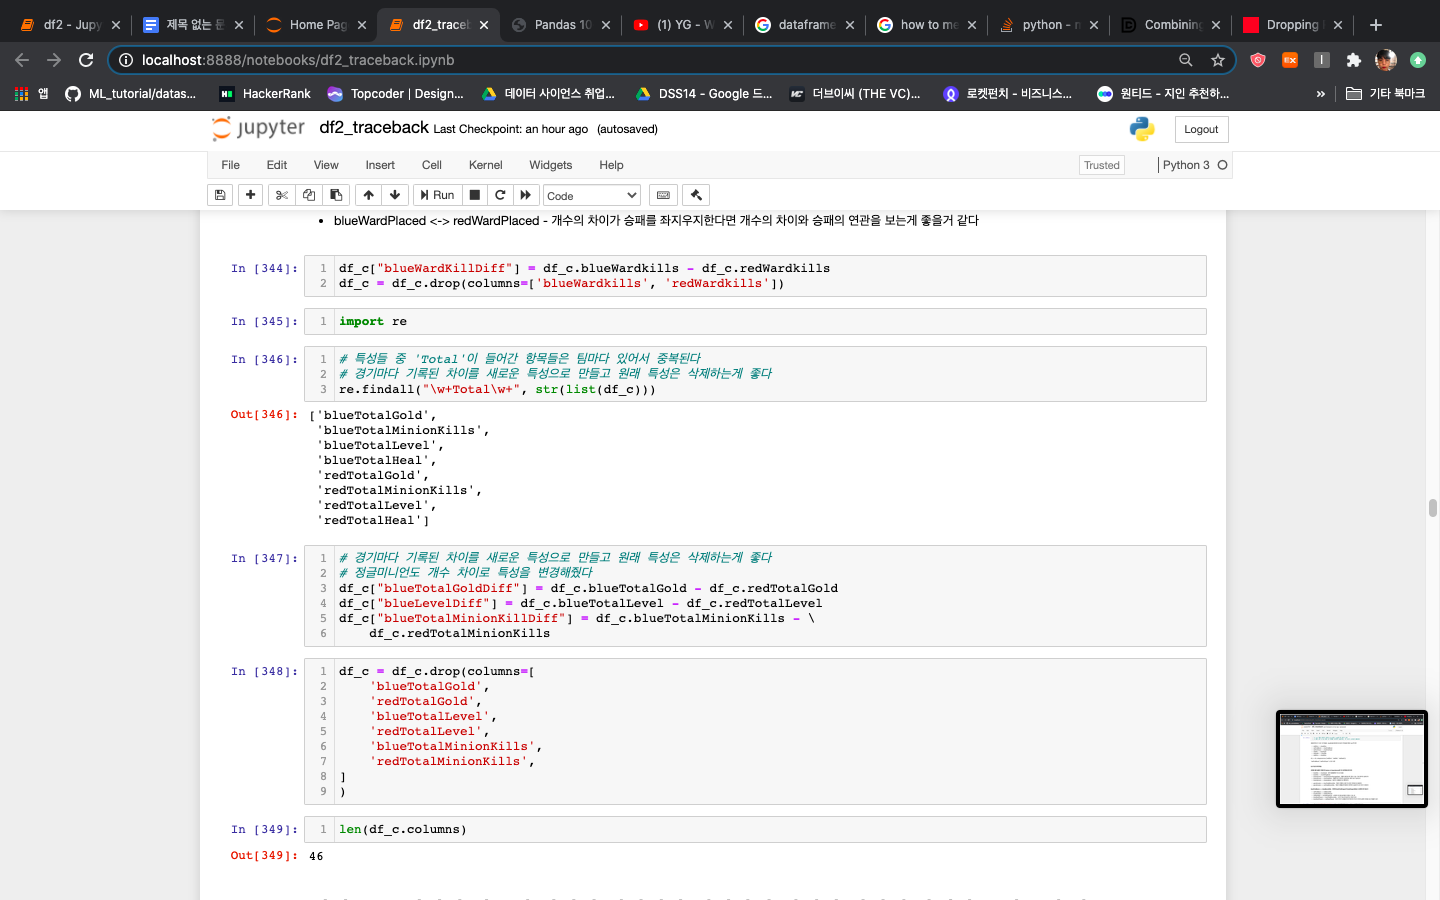 df2 - Jupy
제목 없는 문
Home Pag
df2_traceb
Pandas 10
(1) YG - W
dataframe
how to me
python - n
Combining
Dropping
localhost:8888/notebooks/df2_traceback.ipynb
앱
ML_tutorial/datas...
HackerRank
Topcoder | Design...
데이터 사이언스 취업...
DSS14 - Google 드...
더브이씨 (THE VC)...
로켓펀치 - 비즈니스...
원티드 - 지인 추천하...
»
기타 북마크
jupyter df2_traceback Last Checkpoint: an hour ago (autosaved)
Logout
File Edit View Insert Cell Kernel Widgets Help
Trusted
Python 3
Run
Code
• blueWardPlaced <-> redWardPlaced - 개수의 차이가 승패를 좌지우지한다면 개수의 차이와 승패의 연관을 보는게 좋을거 같다
In [344]:
1 df_c["blueWardKillDiff"] = df_c.blueWardkills - df_c.redWardkills
2 df_c = df_c.drop(columns=['blueWardkills', 'redWardkills'])
In [345]:
1 import re
In [346]:
1 # 특성들 중 'Total'이 들어간 항목들은 팀마다 있어서 중복된다
2 # 경기마다 기록된 차이를 새로운 특성으로 만들고 원래 특성은 삭제하는게 좋다
3 re.findall("\w+Total\w+", str(list(df_c)))
Out[346]:
['blueTotalGold',
'blueTotalMinionKills',
'blueTotalLevel',
'blueTotalHeal',
'redTotalGold',
'redTotalMinionKills',
'redTotalLevel',
'redTotalHeal']
In [347]:
1 # 경기마다 기록된 차이를 새로운 특성으로 만들고 원래 특성은 삭제하는게 좋다
2 # 정글미니언도 개수 차이로 특성을 변경해줬다
3 df_c["blueTotalGoldDiff"] = df_c.blueTotalGold - df_c.redTotalGold
4 df_c["blueLevelDiff"] = df_c.blueTotalLevel - df_c.redTotalLevel
5 df_c["blueTotalMinionKillDiff"] = df_c.blueTotalMinionKills - \
6 df_c.redTotalMinionKills
In [348]:
1 df_c = df_c.drop(columns=[
2 'blueTotalGold',
3 'redTotalGold',
4 'blueTotalLevel',
5 'redTotalLevel',
6 'blueTotalMinionKills',
7 'redTotalMinionKills',
8 ]
9 )
In [349]:
1 len(df_c.columns)
Out[349]:
46